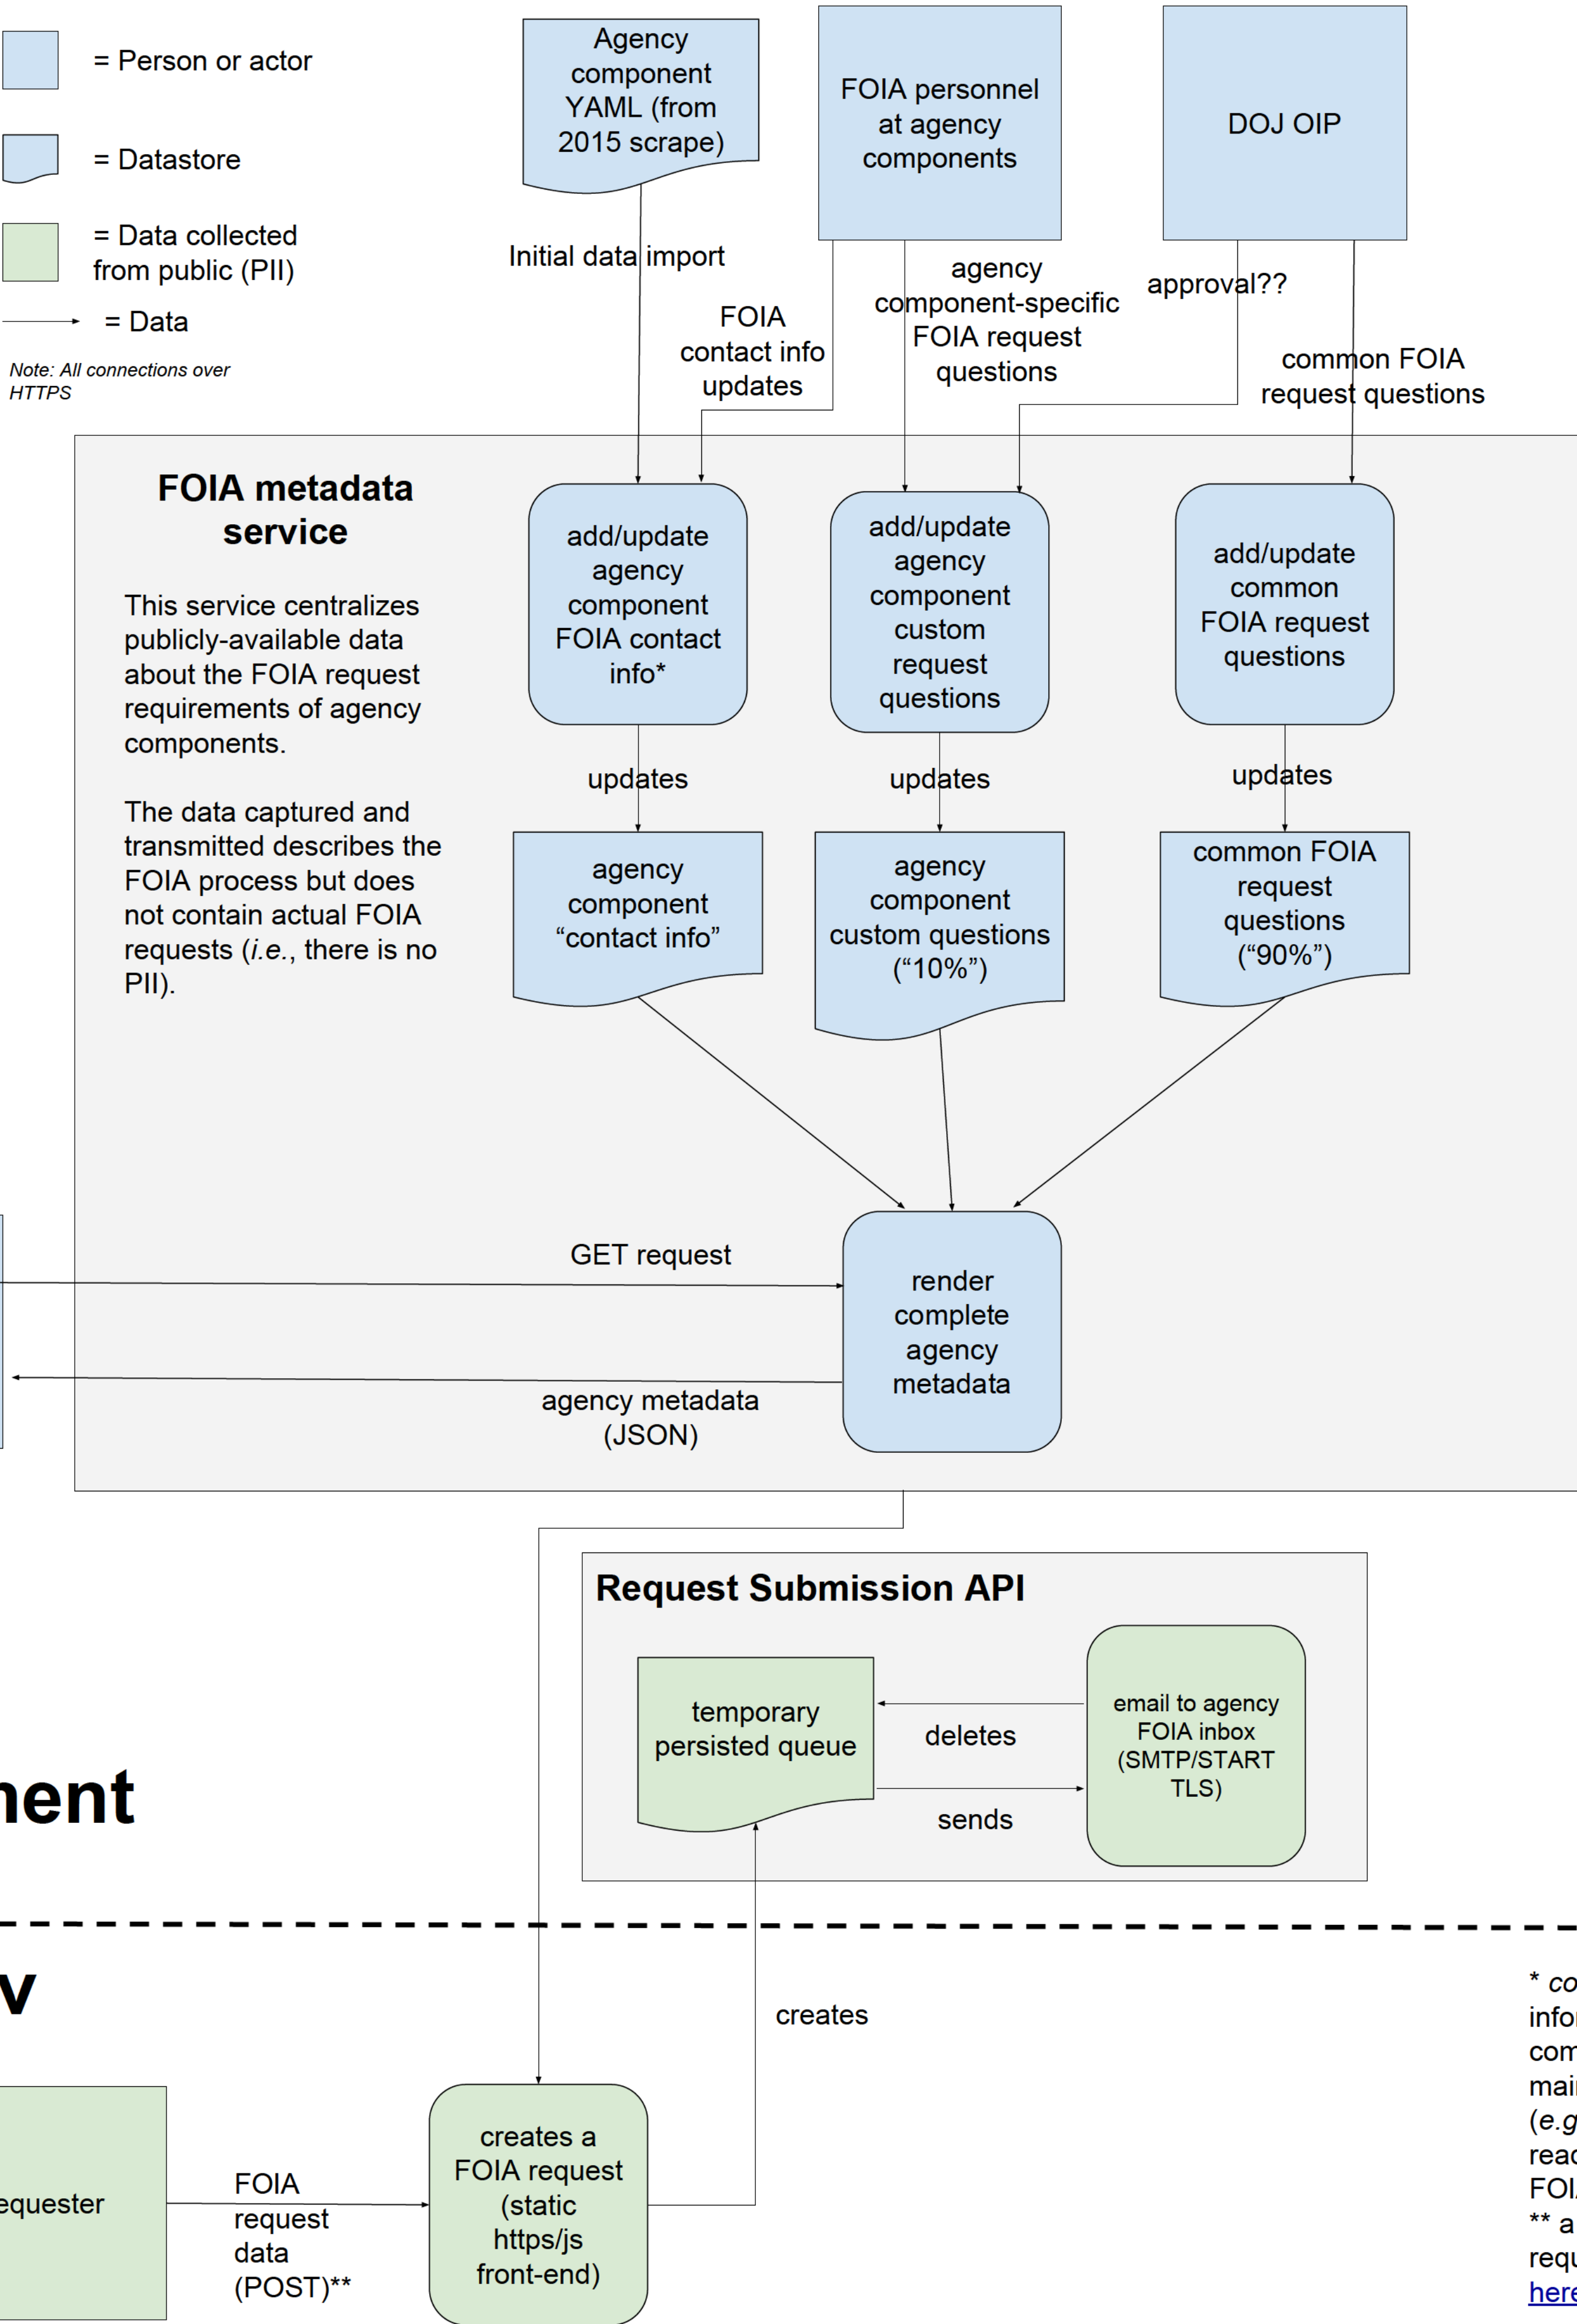 = Person or actor
= Datastore
= Data collected
from public (PII)
= Data
Note: All connections over
HTTPS
Agency
component
YAML (from
2015 scrape)
FOIA personnel
at agency
components
DOJ OIP
Initial data import
FOIA
contact info
updates
agency
component-specific
FOIA request
questions
approval??
common FOIA
request questions
FOIA metadata
service
This service centralizes
publicly-available data
about the FOIA request
requirements of agency
components.
The data captured and
transmitted describes the
FOIA process but does
not contain actual FOIA
requests (i.e., there is no
PII).
add/update
agency
component
FOIA contact
info*
add/update
agency
component
custom
request
questions
add/update
common
FOIA request
questions
updates
updates
updates
agency
component
“contact info”
agency
component
custom questions
(“10%”)
common FOIA
request
questions
(“90%”)
GET request
render
complete
agency
metadata
agency metadata
(JSON)
Request Submission API
temporary
persisted queue
deletes
sends
email to agency
FOIA inbox
(SMTP/START
TLS)
creates
equester
FOIA
request
data
(POST)**
creates a
FOIA request
(static
https/js
front-end)
** a
here